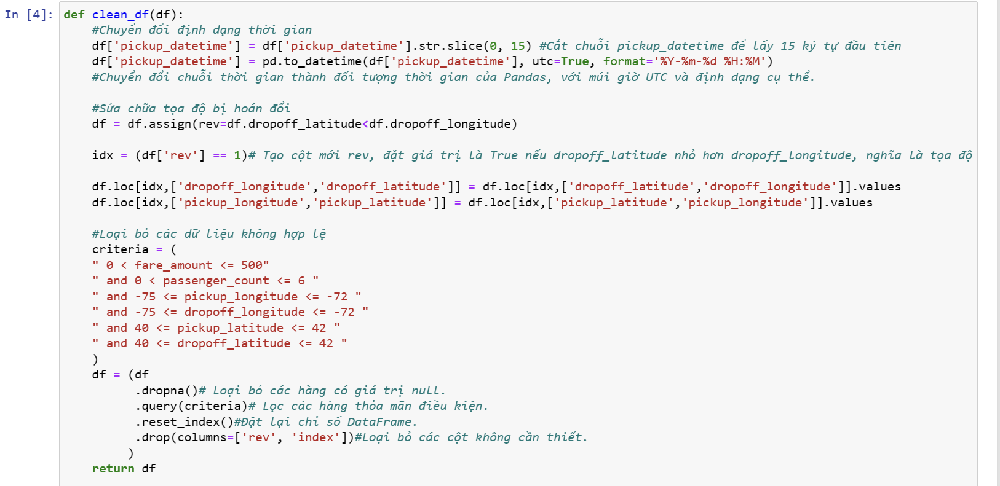 In [4]: def clean_df(df):
#Chuyển đổi định dạng thời gian
df['pickup_datetime'] = df['pickup_datetime'].str.slice(0, 15) #Cắt chuỗi pickup_datetime để lấy 15 ký tự đầu tiên
df['pickup_datetime'] = pd.to_datetime(df['pickup_datetime'], utc=True, format='%Y-%m-%d %H:%M')
#Chuyển đổi chuỗi thời gian thành đối tượng thời gian của Pandas, với múi giờ UTC và định dạng cụ thể.
#Sửa chữa tọa độ bị hoán đổi
df = df.assign(rev=df.dropoff_latitude<df.dropoff_longitude)
idx = (df['rev'] == 1)# Tạo cột mới rev, đặt giá trị là True nếu dropoff_latitude nhỏ hơn dropoff_longitude, nghĩa là tọa độ
df.loc[idx,['dropoff_longitude','dropoff_latitude']] = df.loc[idx,['dropoff_latitude','dropoff_longitude']].values
df.loc[idx,['pickup_longitude','pickup_latitude']] = df.loc[idx,['pickup_latitude','pickup_longitude']].values
#Loại bỏ các dữ liệu không hợp lệ
criteria = (
" 0 < fare_amount <= 500"
" and 0 < passenger_count <= 6 "
" and -75 <= pickup_longitude <= -72 "
" and -75 <= dropoff_longitude <= -72 "
" and 40 <= pickup_latitude <= 42 "
" and 40 <= dropoff_latitude <= 42 "
)
df = (df
.dropna()# Loại bỏ các hàng có giá trị null.
.query(criteria)# Lọc các hàng thỏa mãn điều kiện.
.reset_index()#Đặt lại chỉ số DataFrame.
.drop(columns=['rev', 'index'])#Loại bỏ các cột không cần thiết.
)
return df